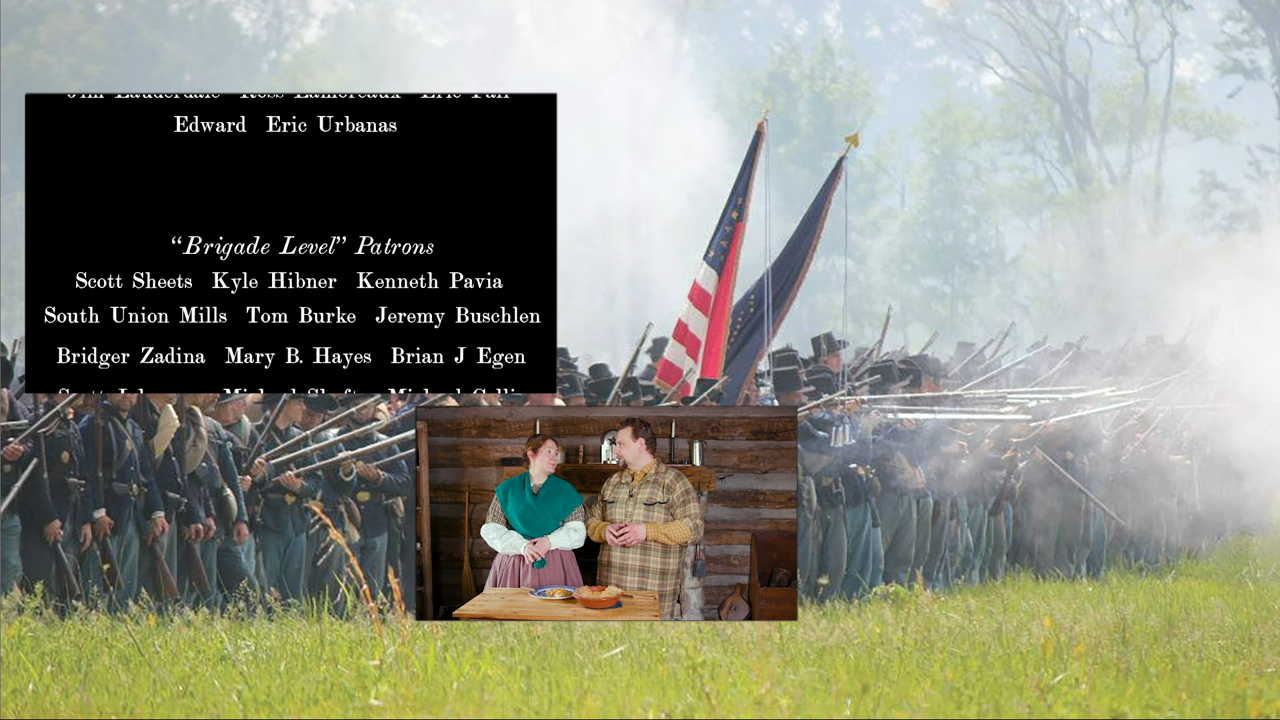 Edward Eric Urbanas
“Brigade Level” Patrons
Scott Sheets Kyle Hibner Kenneth Pavia
South Union Mills Tom Burke Jeremy Buschlen
Bridger Zadina Mary B. Hayes Brian J Egen